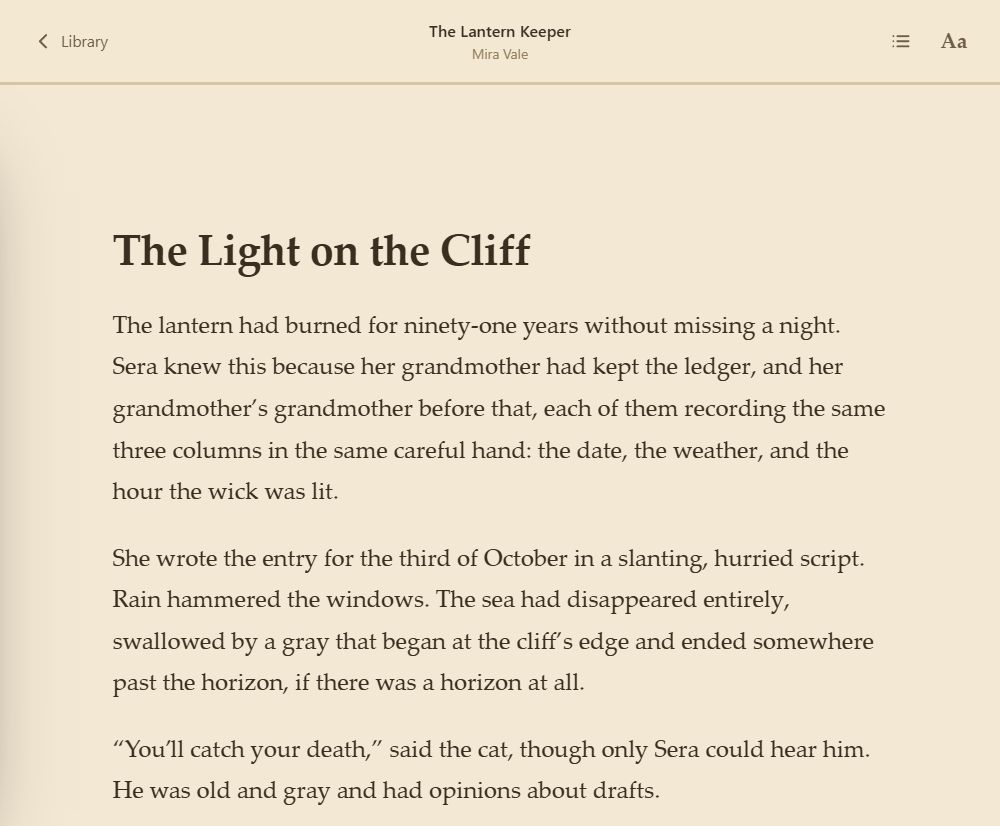 Library
The Lantern Keeper
Mira Vale
Aa
The Light on the Cliff
The lantern had burned for ninety-one years without missing a night.
Sera knew this because her grandmother had kept the ledger, and her
grandmother’s grandmother before that, each of them recording the same
three columns in the same careful hand: the date, the weather, and the
hour the wick was lit.
She wrote the entry for the third of October in a slanting, hurried script.
Rain hammered the windows. The sea had disappeared entirely,
swallowed by a gray that began at the cliff’s edge and ended somewhere
past the horizon, if there was a horizon at all.
“You’ll catch your death,” said the cat, though only Sera could hear him.
He was old and gray and had opinions about drafts.